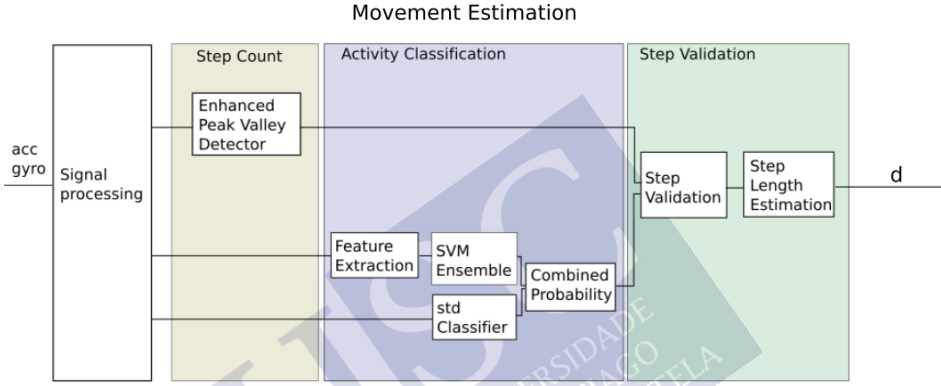 Movement Estimation
Step Count
Activity Classification
Step Validation
Enhanced
Peak Valley
Detector
acc
gyro
Signal
processing
Step
Validation
Step
Length
Estimation
d
Feature
Extraction
SVM
Ensemble
Combined
Probability
std
Classifier
USC